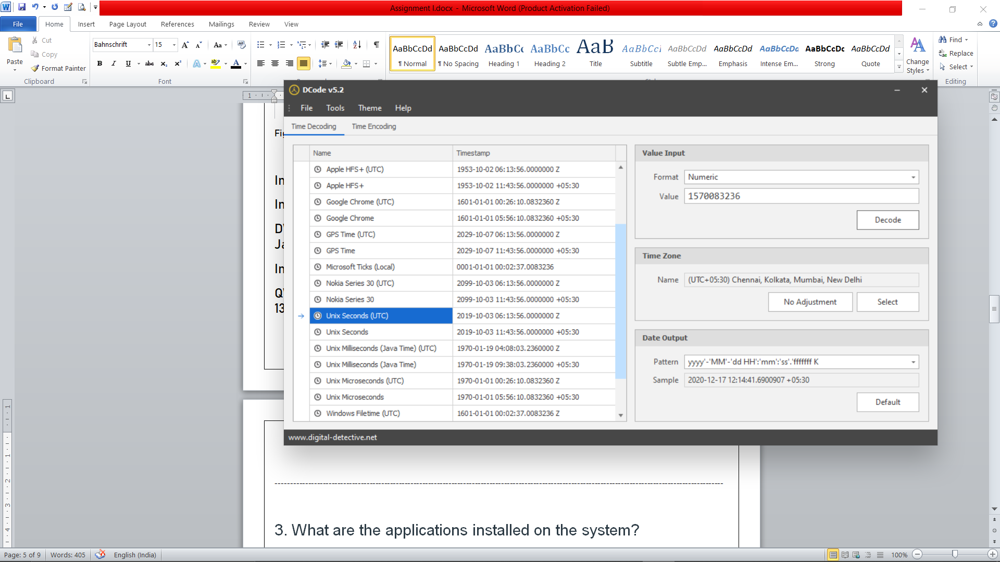 Assignment I.docx - Microsoft Word (Product Activation Failed)
File Home Insert Page Layout References Mailings Review View
Paste
Cut
Copy
Format Painter
Clipboard
Bahnschrift 15
Font
AaBbCcDd AaBbCcDd AaBbCc AaBbCc AaB AaBbCcI AaBbCcDd AaBbCcDd AaBbCcDd AaBbCcDc AaBbCcDd
¶ Normal ¶ No Spacing Heading 1 Heading 2 Title Subtitle Subtle Emp... Emphasis Intense Em... Strong Quote
Change Styles
Find
Replace
Select
Editing
DCode v5.2
File Tools Theme Help
Time Decoding Time Encoding
Name Timestamp
Apple HFS+ (UTC) 1953-10-02 06:13:56.0000000 Z
Apple HFS+ 1953-10-02 11:43:56.0000000 +05:30
Google Chrome (UTC) 1601-01-01 00:26:10.0832360 Z
Google Chrome 1601-01-01 05:56:10.0832360 +05:30
GPS Time (UTC) 2029-10-07 06:13:56.0000000 Z
GPS Time 2029-10-07 11:43:56.0000000 +05:30
Microsoft Ticks (Local) 0001-01-01 00:02:37.0083236
Nokia Series 30 (UTC) 2099-10-03 06:13:56.0000000 Z
Nokia Series 30 2099-10-03 11:43:56.0000000 +05:30
Unix Seconds (UTC) 2019-10-03 06:13:56.0000000 Z
Unix Seconds 2019-10-03 11:43:56.0000000 +05:30
Unix Milliseconds (Java Time) (UTC) 1970-01-19 04:08:03.2360000 Z
Unix Milliseconds (Java Time) 1970-01-19 09:38:03.2360000 +05:30
Unix Microseconds (UTC) 1970-01-01 00:26:10.0832360 Z
Unix Microseconds 1970-01-01 05:56:10.0832360 +05:30
Windows Filetime (UTC) 1601-01-01 00:02:37.0083236 Z
Value Input
Format Numeric
Value 1570083236
Decode
Time Zone
Name (UTC+05:30) Chennai, Kolkata, Mumbai, New Delhi
No Adjustment Select
Date Output
Pattern yyyy'-'MM'-'dd HH':'mm':'ss'.'fffffff K
Sample 2020-12-17 12:14:41.6900907 +05:30
Default
www.digital-detective.net
3. What are the applications installed on the system?
Page: 5 of 9 Words: 405 English (India) 100%